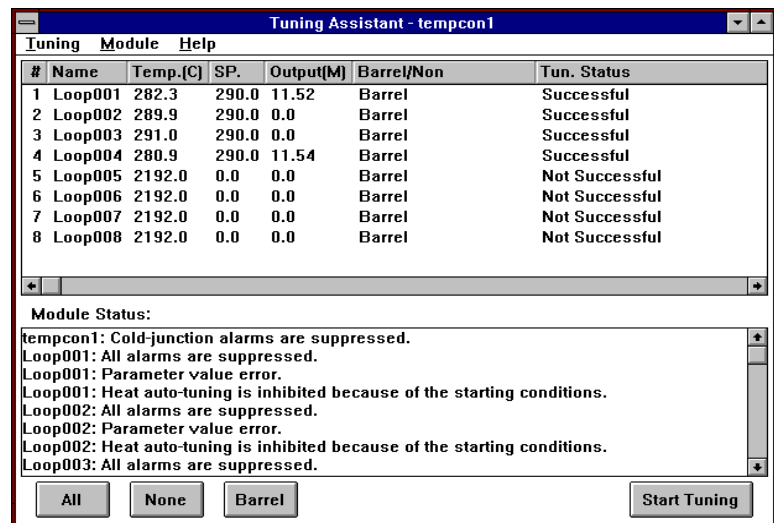 Tuning Assistant - tempcon1
Tuning Module Help
# Name Temp.(C) SP. Output(M) Barrel/Non Tun. Status
1 Loop001 282.3 290.0 11.52 Barrel Successful
2 Loop002 289.9 290.0 0.0 Barrel Successful
3 Loop003 291.0 290.0 0.0 Barrel Successful
4 Loop004 280.9 290.0 11.54 Barrel Successful
5 Loop005 2192.0 0.0 0.0 Barrel Not Successful
6 Loop006 2192.0 0.0 0.0 Barrel Not Successful
7 Loop007 2192.0 0.0 0.0 Barrel Not Successful
8 Loop008 2192.0 0.0 0.0 Barrel Not Successful
Module Status:
tempcon1: Cold-junction alarms are suppressed.
Loop001: All alarms are suppressed.
Loop001: Parameter value error.
Loop001: Heat auto-tuning is inhibited because of the starting conditions.
Loop002: All alarms are suppressed.
Loop002: Parameter value error.
Loop002: Heat auto-tuning is inhibited because of the starting conditions.
Loop003: All alarms are suppressed.
All None Barrel Start Tuning